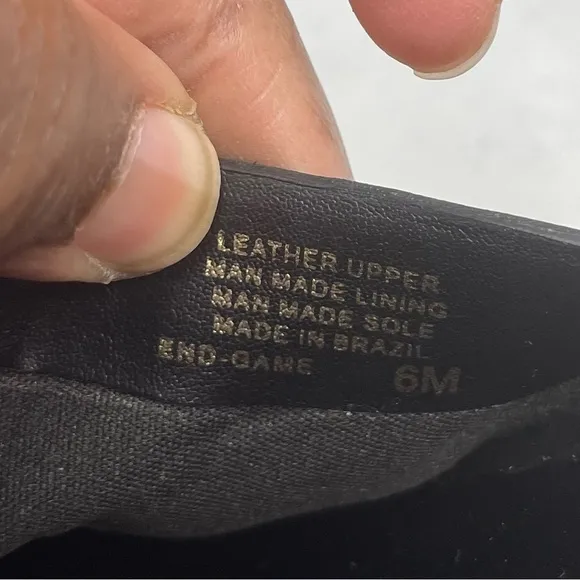 LEATHER UPPER
MAN MADE LINING
MAN MADE SOLE
MADE IN BRAZIL
END-GAME 6M